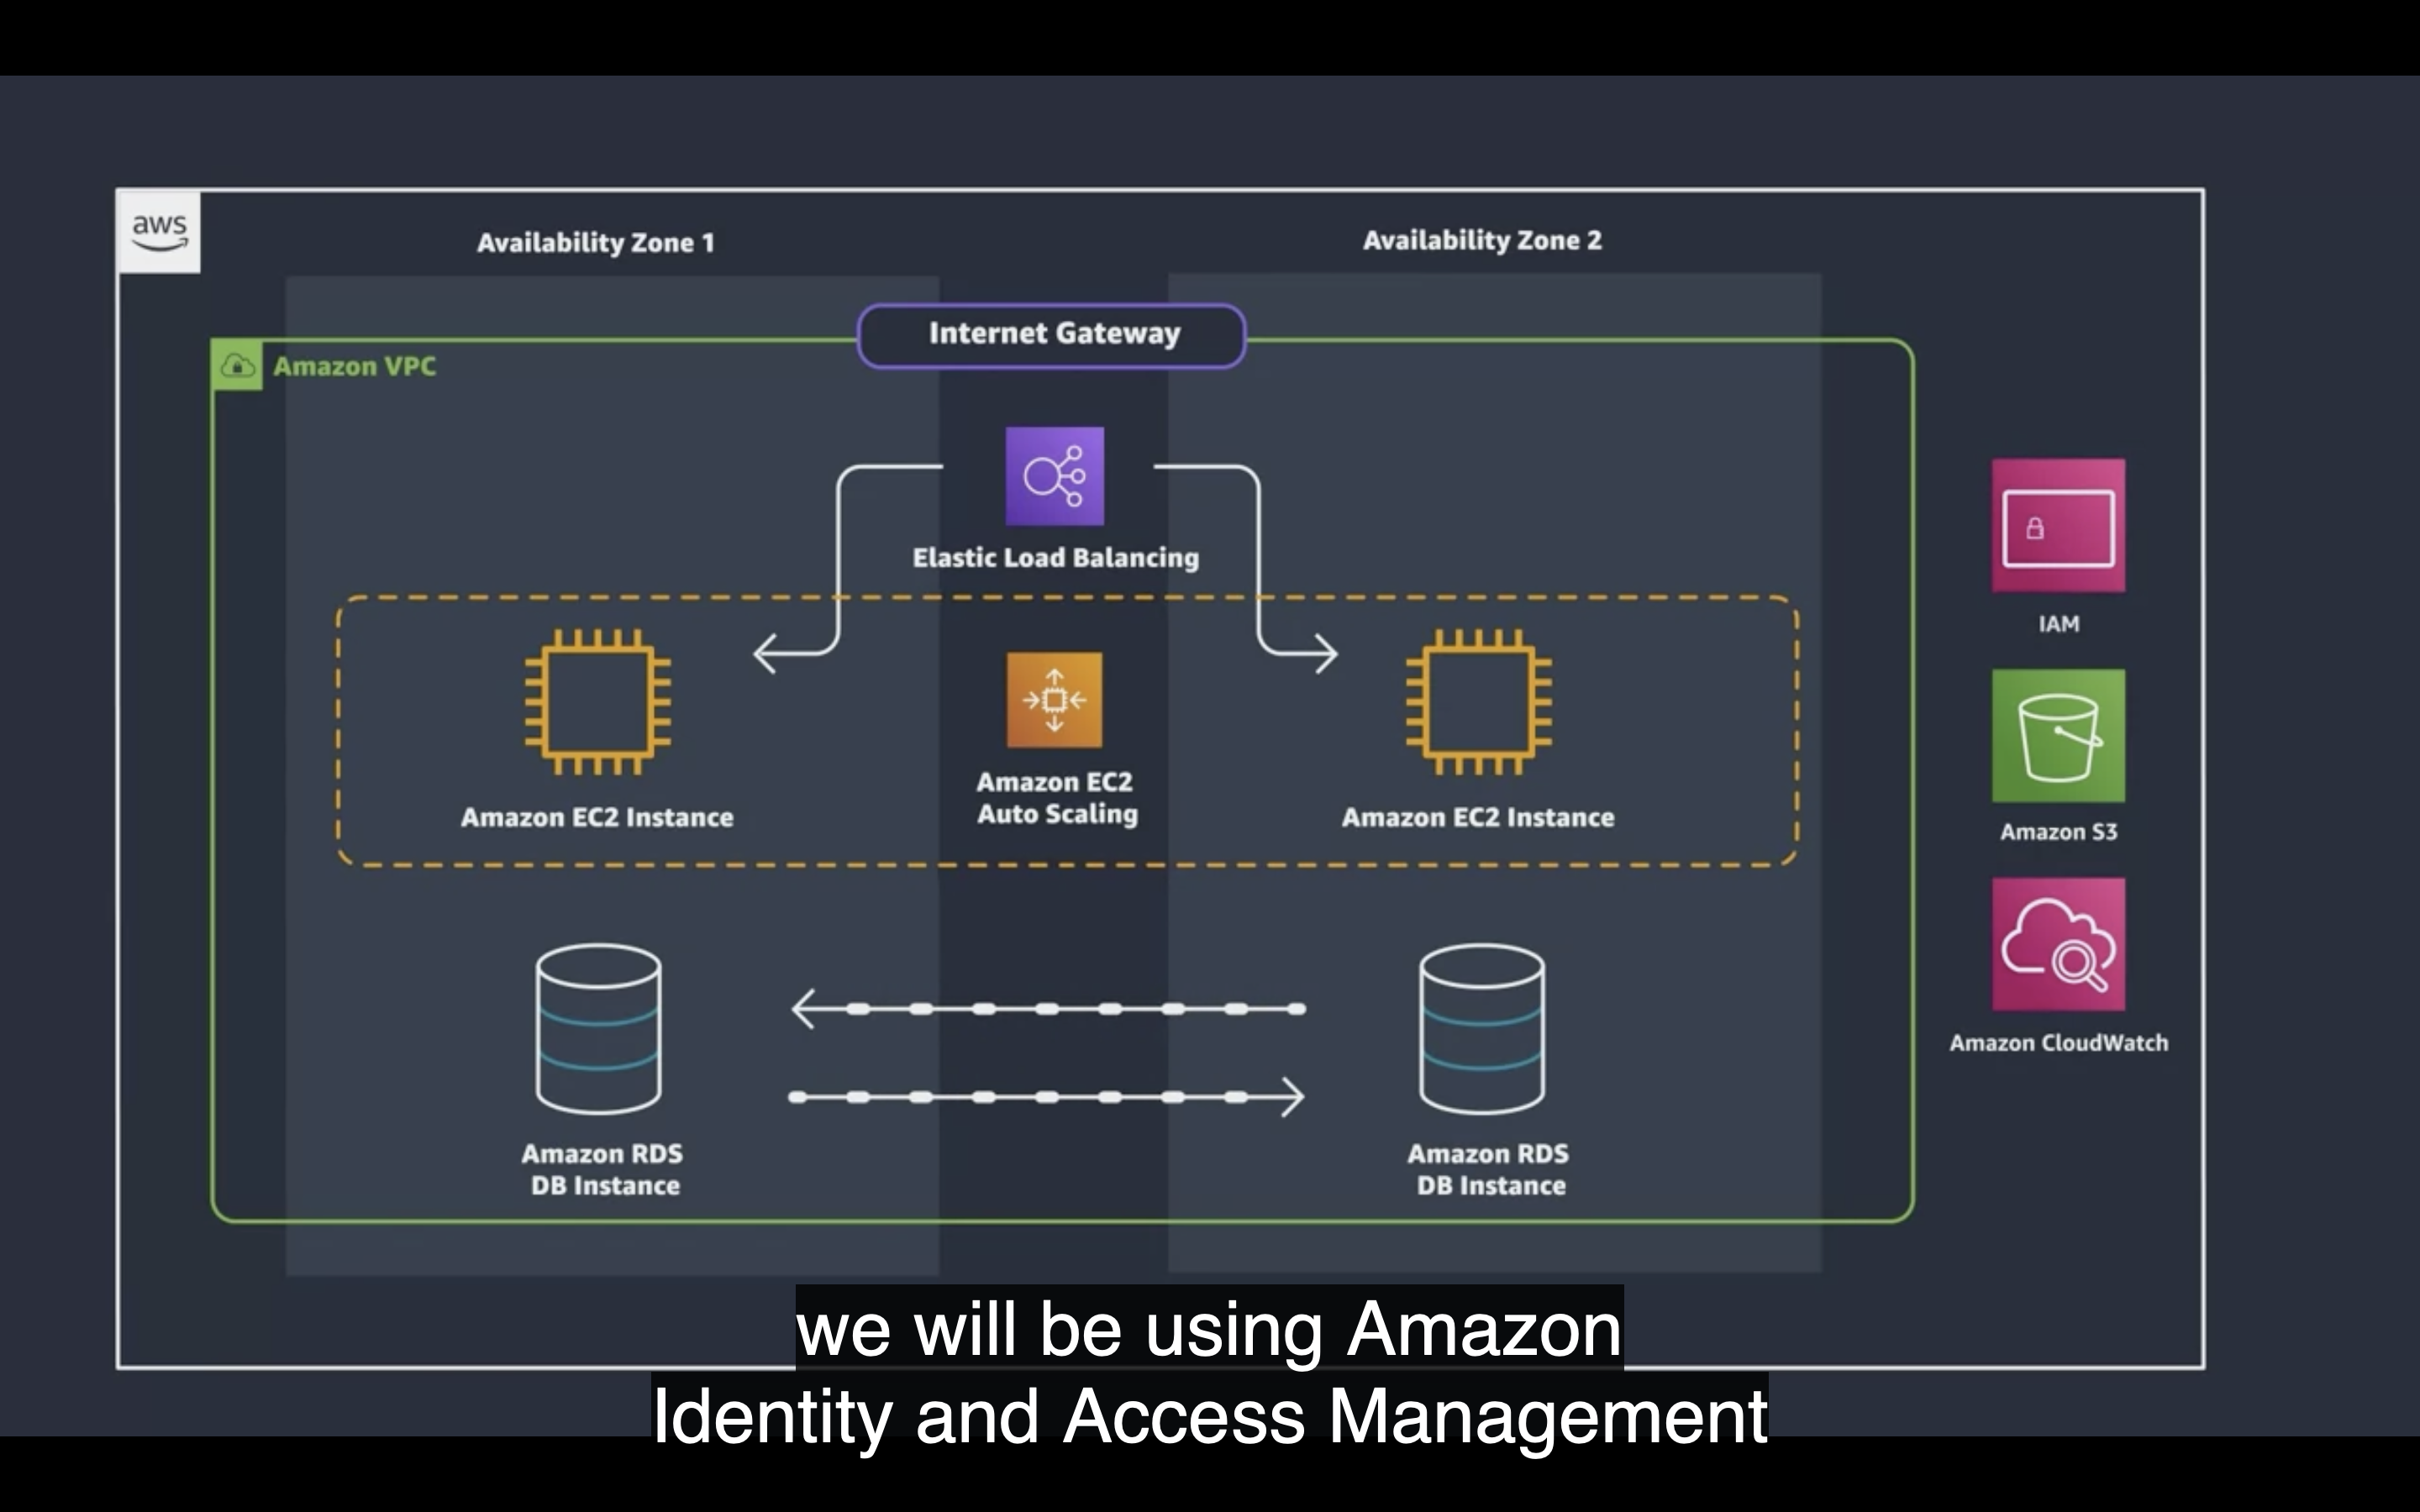 aws
Availability Zone 1
Availability Zone 2
Internet Gateway
Amazon VPC
Elastic Load Balancing
Amazon EC2 Instance
Amazon EC2
Auto Scaling
Amazon EC2 Instance
Amazon RDS
DB Instance
Amazon RDS
DB Instance
IAM
Amazon S3
Amazon CloudWatch
we will be using Amazon
Identity and Access Management